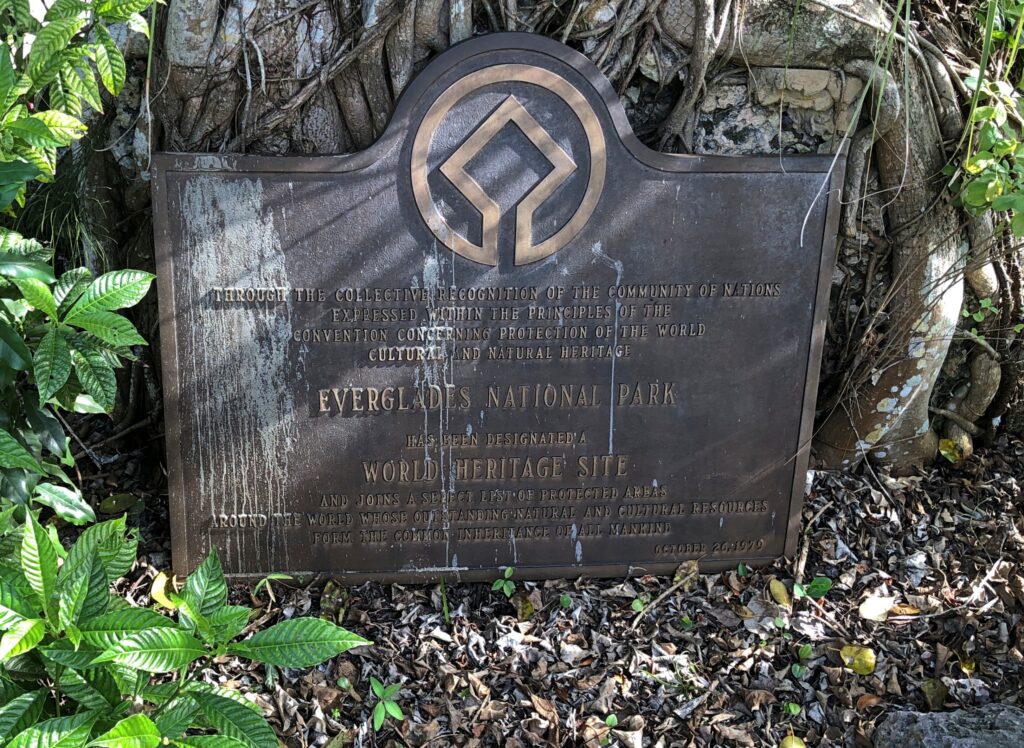 THROUGH THE COLLECTIVE RECOGNITION OF THE COMMUNITY OF NATIONS
EXPRESSED WITHIN THE PRINCIPLES OF THE
CONVENTION CONCERNING PROTECTION OF THE WORLD
CULTURAL AND NATURAL HERITAGE
EVERGLADES NATIONAL PARK
HAS BEEN DESIGNATED A
WORLD HERITAGE SITE
AND JOINS A SELECT LIST OF PROTECTED AREAS
AROUND THE WORLD WHOSE OUTSTANDING NATURAL AND CULTURAL RESOURCES
FORM THE COMMON INHERITANCE OF ALL MANKIND
OCTOBER 26, 1979